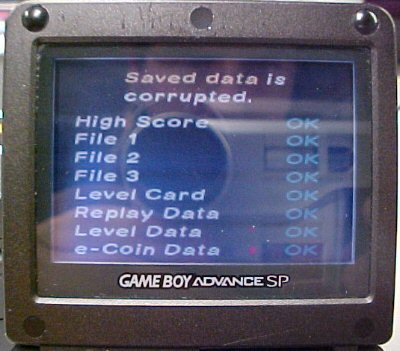 Saved data is
corrupted.
High Score OK
File 1 OK
File 2 OK
File 3 OK
Level Card OK
Replay Data OK
Level Data OK
e-Coin Data OK
GAME BOY ADVANCE SP